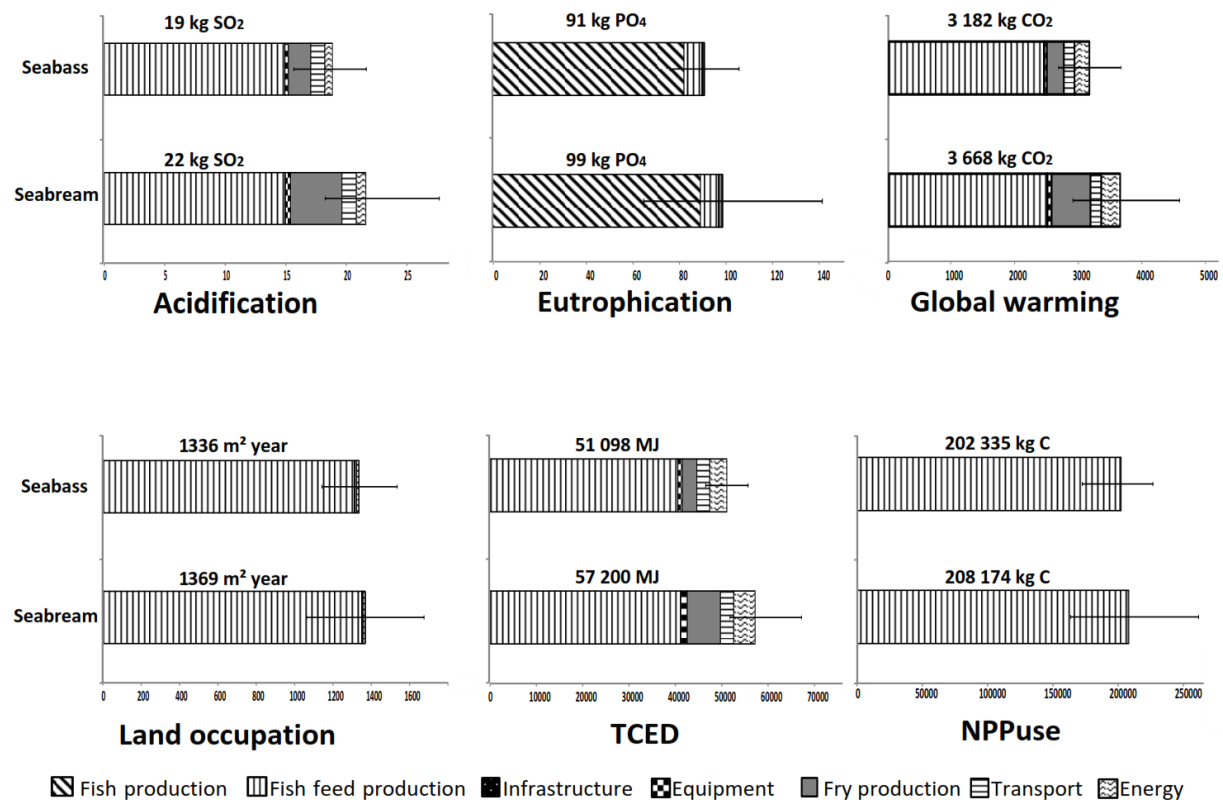 19 kg SO₂ 91 kg PO₄ 3 182 kg CO₂
Seabass
22 kg SO₂ 99 kg PO₄ 3 668 kg CO₂
Seabream
0 5 10 15 20 25 0 20 40 60 80 100 120 140 0 1000 2000 3000 4000 5000
Acidification Eutrophication Global warming
1336 m² year 51 098 MJ 202 335 kg C
Seabass
1369 m² year 57 200 MJ 208 174 kg C
Seabream
0 200 400 600 800 1000 1200 1400 1600 0 10000 20000 30000 40000 50000 60000 70000 0 50000 100000 150000 200000 250000
Land occupation TCED NPPuse
Fish production Fish feed production Infrastructure Equipment Fry production Transport Energy